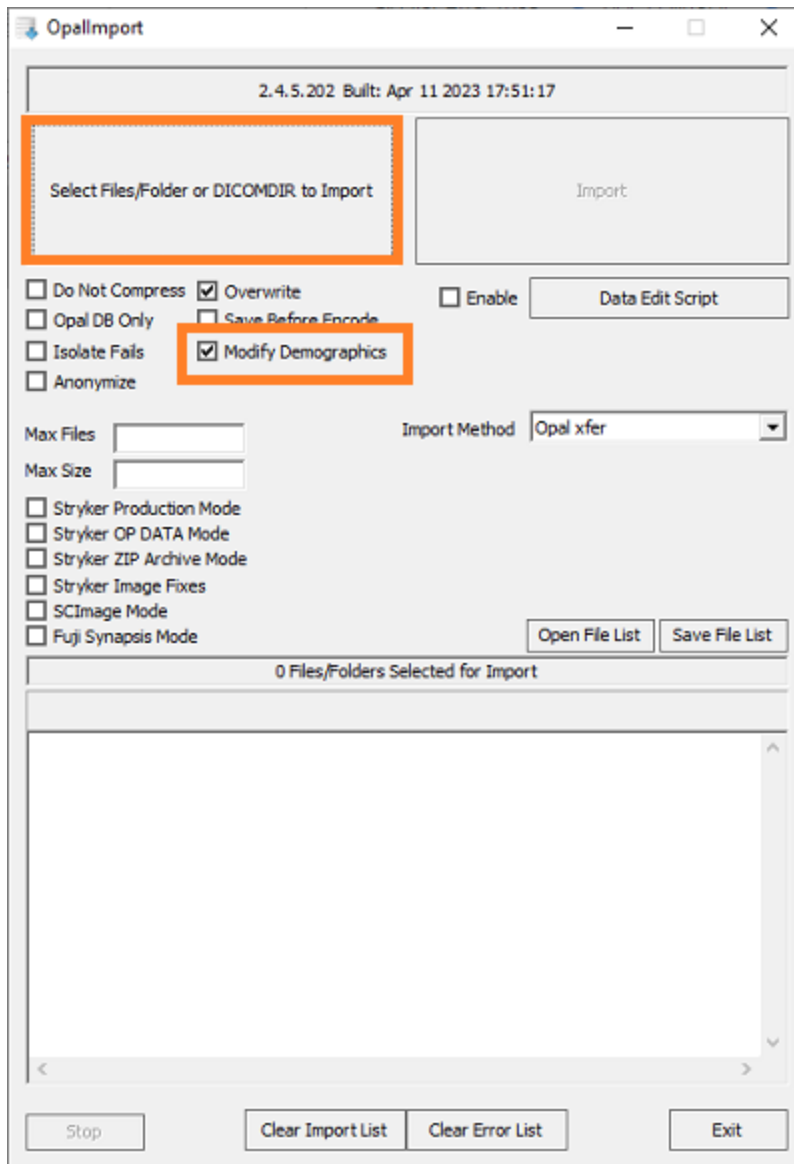 OpalImport
2.4.5.202 Built: Apr 11 2023 17:51:17
Select Files/Folder or DICOMDIR to Import
Import
Do Not Compress
Overwrite
Enable
Data Edit Script
Opal DB Only
Save Before Encode
Isolate Fails
Modify Demographics
Anonymize
Max Files
Import Method
Opal xfer
Max Size
Stryker Production Mode
Stryker OP DATA Mode
Stryker ZIP Archive Mode
Stryker Image Fixes
SCImage Mode
Fuji Synapsis Mode
Open File List
Save File List
0 Files/Folders Selected for Import
Stop
Clear Import List
Clear Error List
Exit